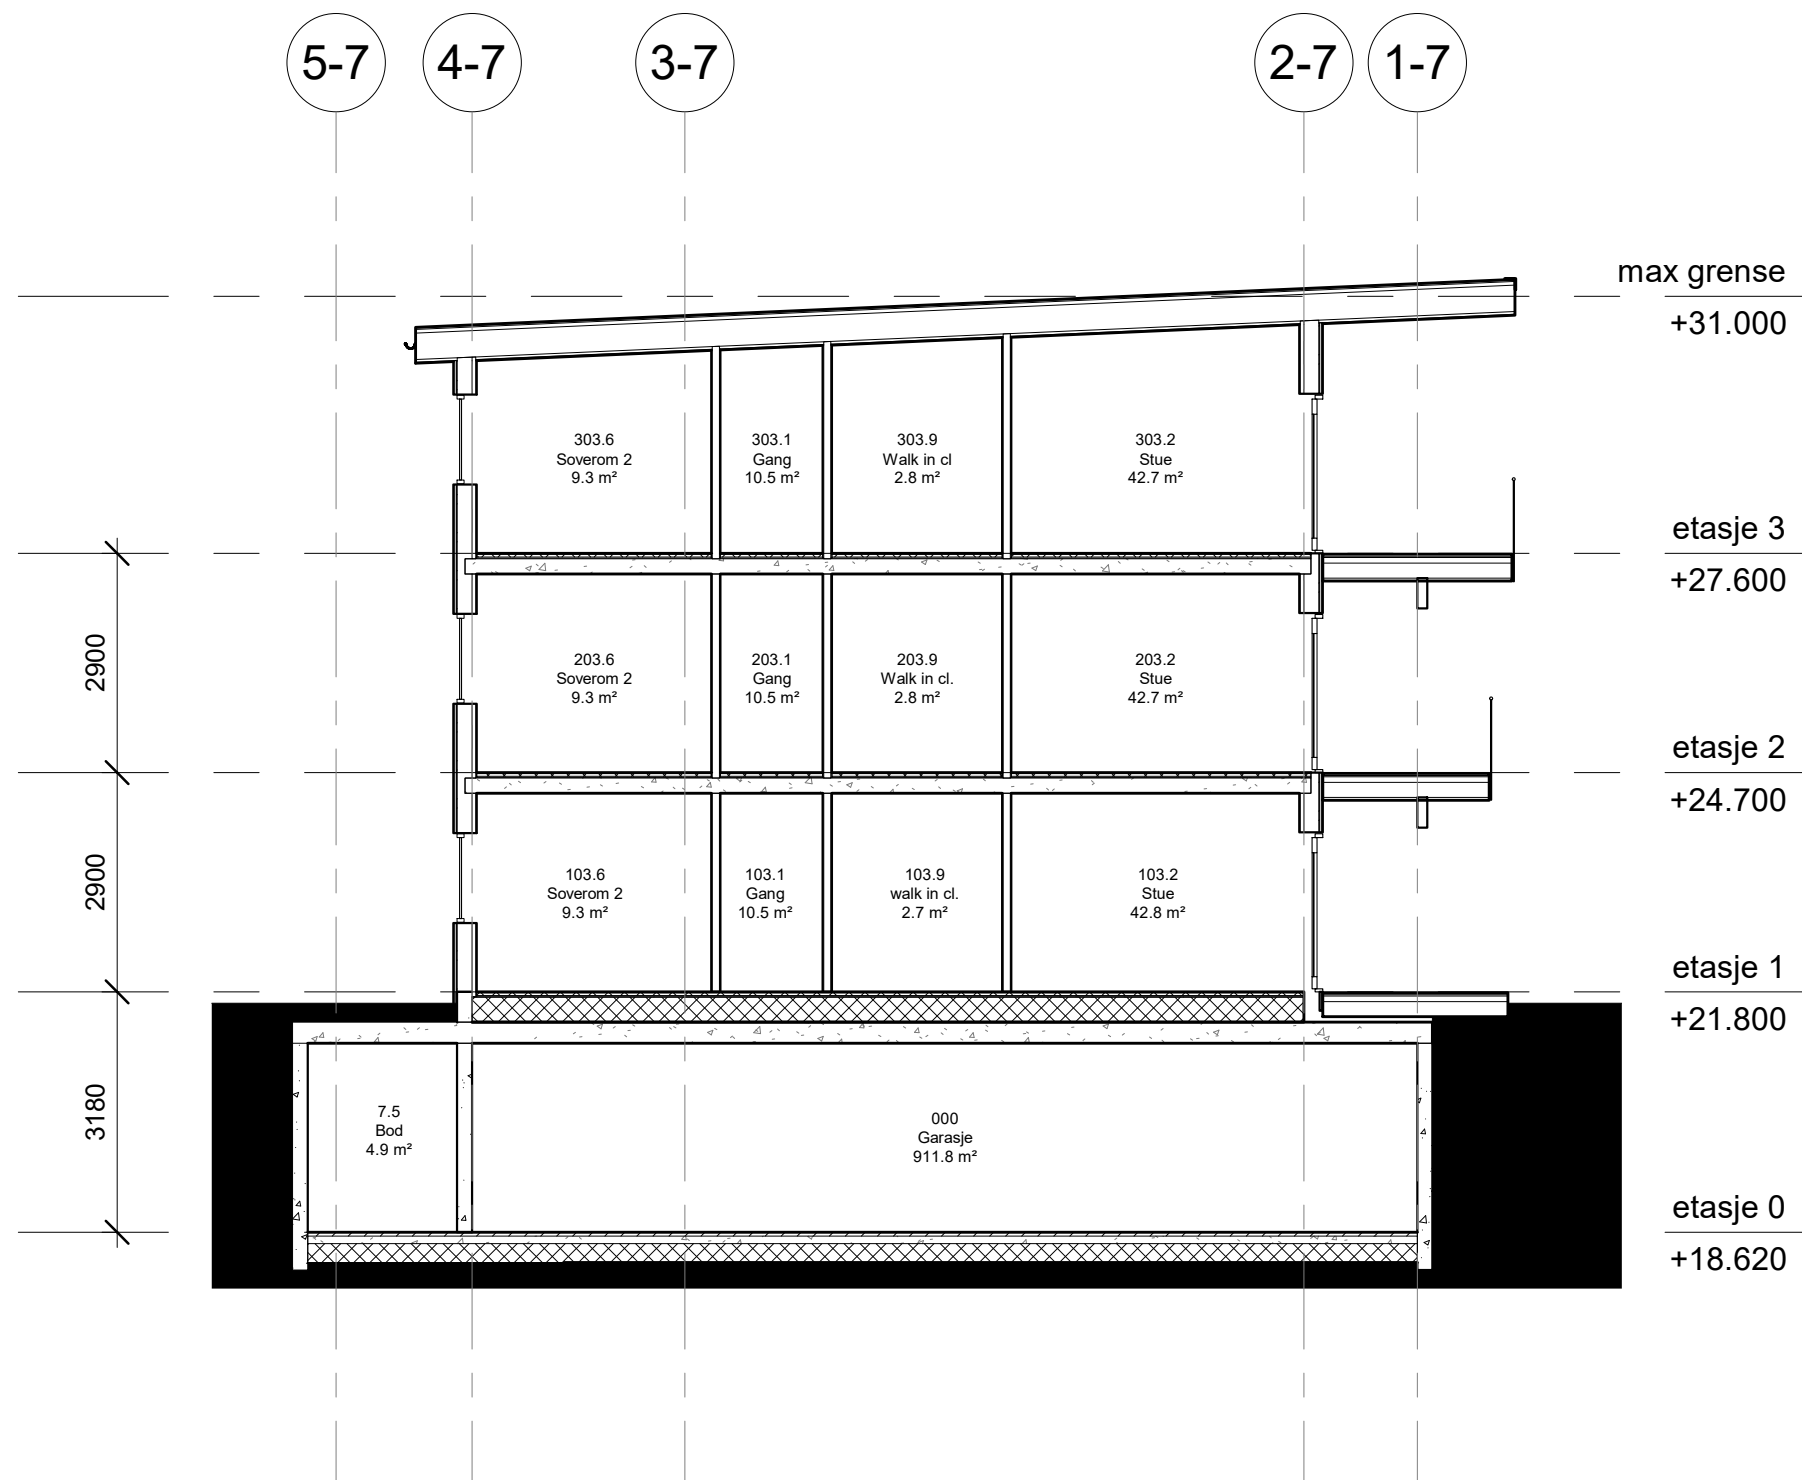 5-7
4-7
3-7
2-7
1-7
max grense
+31.000
303.6
Soverom 2
9.3 m²
303.1
Gang
10.5 m²
303.9
Walk in cl
2.8 m²
303.2
Stue
42.7 m²
etasje 3
+27.600
2900
203.6
Soverom 2
9.3 m²
203.1
Gang
10.5 m²
203.9
Walk in cl.
2.8 m²
203.2
Stue
42.7 m²
etasje 2
+24.700
2900
103.6
Soverom 2
9.3 m²
103.1
Gang
10.5 m²
103.9
walk in cl.
2.7 m²
103.2
Stue
42.8 m²
etasje 1
+21.800
3180
7.5
Bod
4.9 m²
000
Garasje
911.8 m²
etasje 0
+18.620